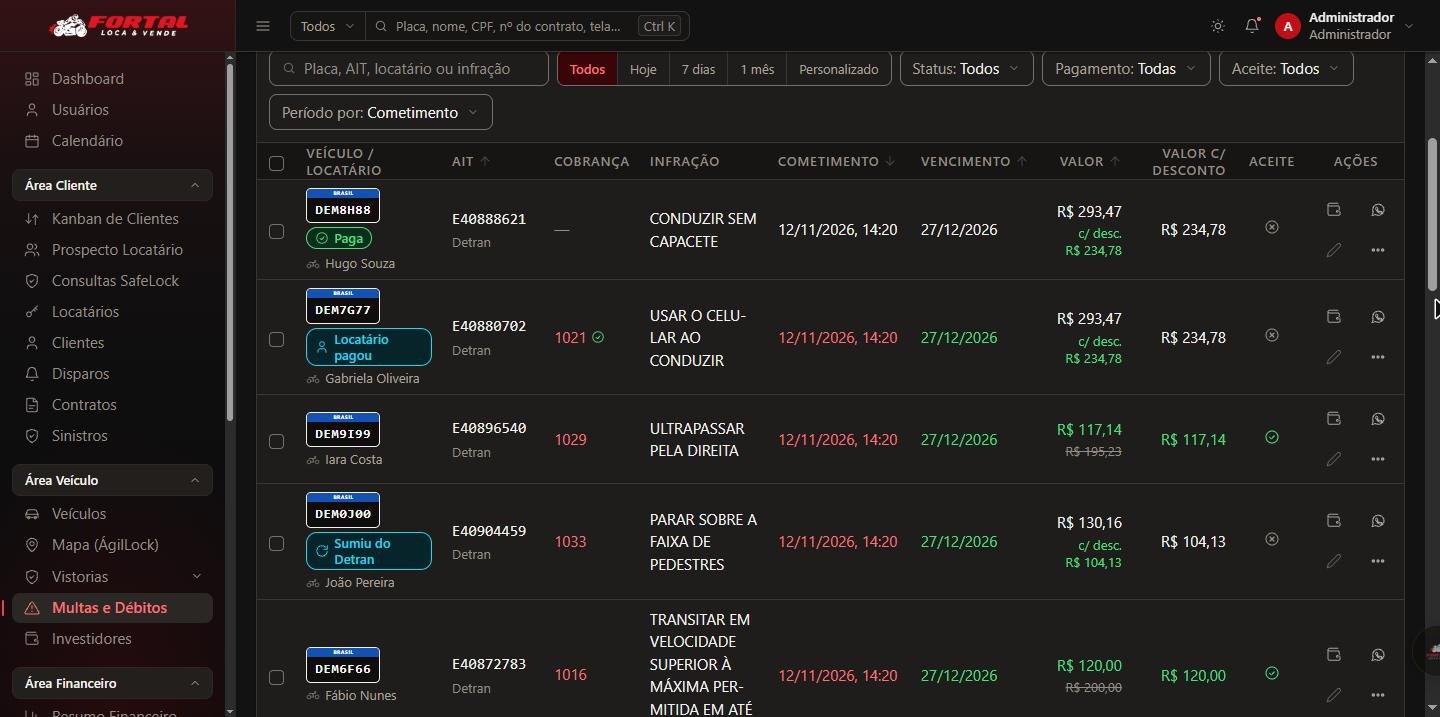 FORTAL
LOCA & VENDE
Todos
Placa, nome, CPF, nº do contrato, tela...
Ctrl K
A
Administrador
Administrador
Dashboard
Usuários
Calendário
Área Cliente
Kanban de Clientes
Prospecto Locatário
Consultas SafeLock
Locatários
Clientes
Disparos
Contratos
Sinistros
Área Veículo
Veículos
Mapa (ÁgilLock)
Vistorias
Multas e Débitos
Investidores
Área Financeiro
Resumo Financeiro
Placa, AIT, locatário ou infração
Todos
Hoje
7 dias
1 mês
Personalizado
Status: Todos
Pagamento: Todas
Aceite: Todos
Período por: Cometimento
VEÍCULO /
LOCATÁRIO
AIT
COBRANÇA
INFRAÇÃO
COMETIMENTO
VENCIMENTO
VALOR
VALOR C/
DESCONTO
ACEITE
AÇÕES
BRASIL
DEM8H88
Paga
Hugo Souza
E40888621
Detran
—
CONDUZIR SEM
CAPACETE
12/11/2026, 14:20
27/12/2026
R$ 293,47
c/ desc.
R$ 234,78
R$ 234,78
BRASIL
DEM7G77
Locatário
pagou
Gabriela Oliveira
E40880702
Detran
1021
USAR O CELU-
LAR AO
CONDUZIR
12/11/2026, 14:20
27/12/2026
R$ 293,47
c/ desc.
R$ 234,78
R$ 234,78
BRASIL
DEM9I99
Iara Costa
E40896540
Detran
1029
ULTRAPASSAR
PELA DIREITA
12/11/2026, 14:20
27/12/2026
R$ 117,14
R$ 195,23
R$ 117,14
BRASIL
DEM0J00
Sumiu do
Detran
João Pereira
E40904459
Detran
1033
PARAR SOBRE A
FAIXA DE
PEDESTRES
12/11/2026, 14:20
27/12/2026
R$ 130,16
c/ desc.
R$ 104,13
R$ 104,13
BRASIL
DEM6F66
Fábio Nunes
E40872783
Detran
1016
TRANSITAR EM
VELOCIDADE
SUPERIOR À
MÁXIMA PER-
MITIDA EM ATÉ
12/11/2026, 14:20
27/12/2026
R$ 120,00
R$ 200,00
R$ 120,00